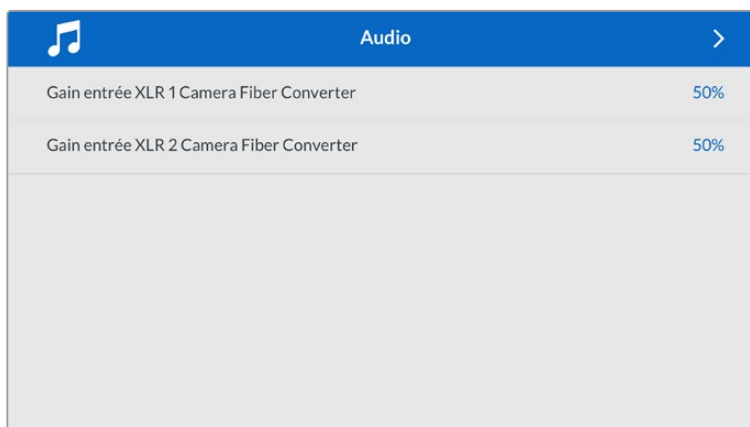 Audio
Gain entrée XLR 1 Camera Fiber Converter 50%
Gain entrée XLR 2 Camera Fiber Converter 50%